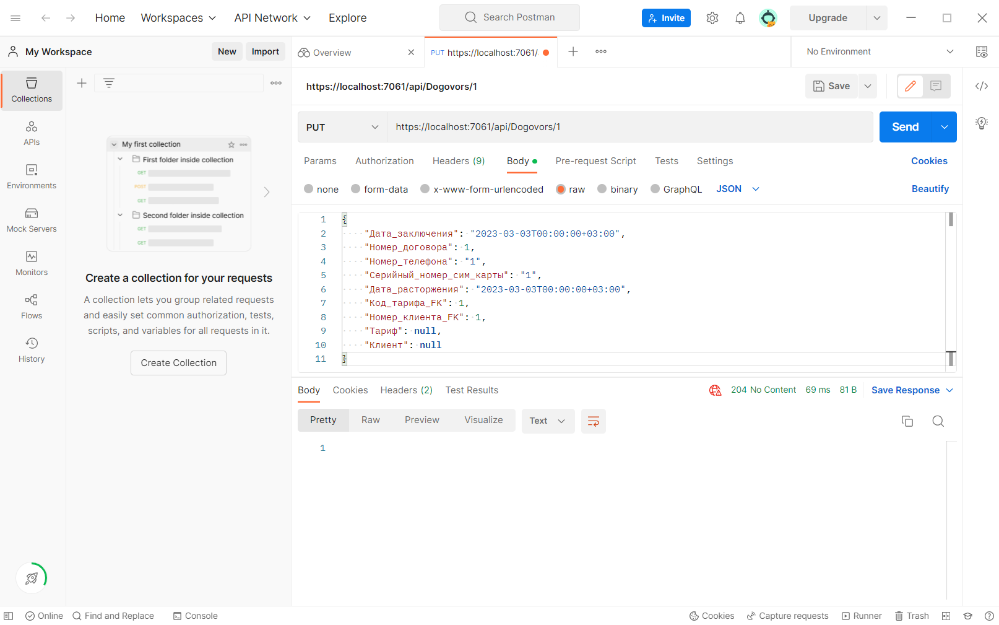 Home Workspaces API Network Explore Search Postman Invite Upgrade
My Workspace New Import Overview PUT https://localhost:7061/ No Environment
Collections
APIs
Environments
Mock Servers
Monitors
Flows
History
My first collection
First folder inside collection
GET
POST
GET
Second folder inside collection
GET
GET
Create a collection for your requests
A collection lets you group related requests
and easily set common authorization, tests,
scripts, and variables for all requests in it.
Create Collection
https://localhost:7061/api/Dogovors/1 Save
PUT https://localhost:7061/api/Dogovors/1 Send
Params Authorization Headers (9) Body Pre-request Script Tests Settings Cookies
none form-data x-www-form-urlencoded raw binary GraphQL JSON Beautify
1 {
2 "Дата_заключения": "2023-03-03T00:00:00+03:00",
3 "Номер_договора": 1,
4 "Номер_телефона": "1",
5 "Серийный_номер_сим_карты": "1",
6 "Дата_расторжения": "2023-03-03T00:00:00+03:00",
7 "Код_тарифа_FK": 1,
8 "Номер_клиента_FK": 1,
9 "Тариф": null,
10 "Клиент": null
11 }
Body Cookies Headers (2) Test Results 204 No Content 69 ms 81 B Save Response
Pretty Raw Preview Visualize Text
1
Online Find and Replace Console Cookies Capture requests Runner Trash